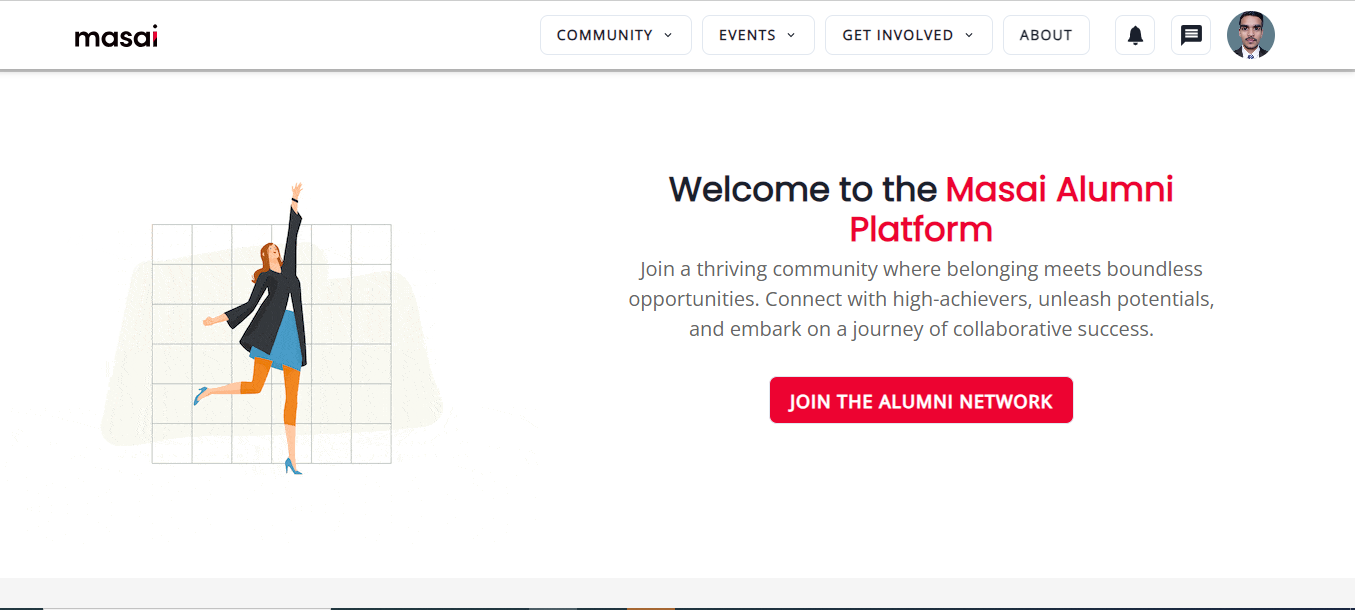 masai
COMMUNITY
EVENTS
GET INVOLVED
ABOUT
Welcome to the Masai Alumni
Platform
Join a thriving community where belonging meets boundless
opportunities. Connect with high-achievers, unleash potentials,
and embark on a journey of collaborative success.
JOIN THE ALUMNI NETWORK